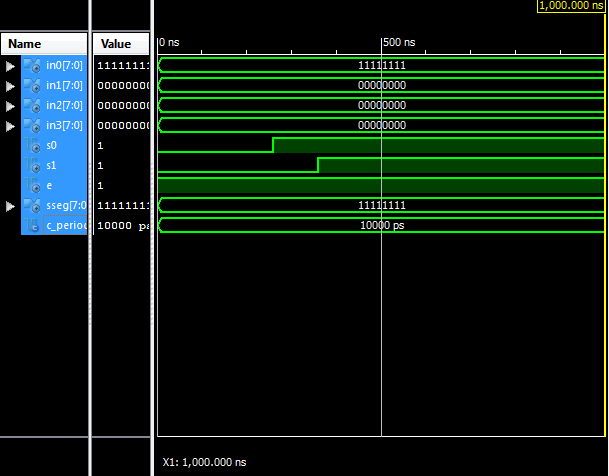 1,000.000 ns
Name Value 0 ns 500 ns
in0[7:0] 11111111 11111111
in1[7:0] 00000000 00000000
in2[7:0] 00000000 00000000
in3[7:0] 00000000 00000000
s0 1
s1 1
e 1
sseg[7:0 11111111 11111111
c_period 10000 pa 10000 ps
X1: 1,000.000 ns